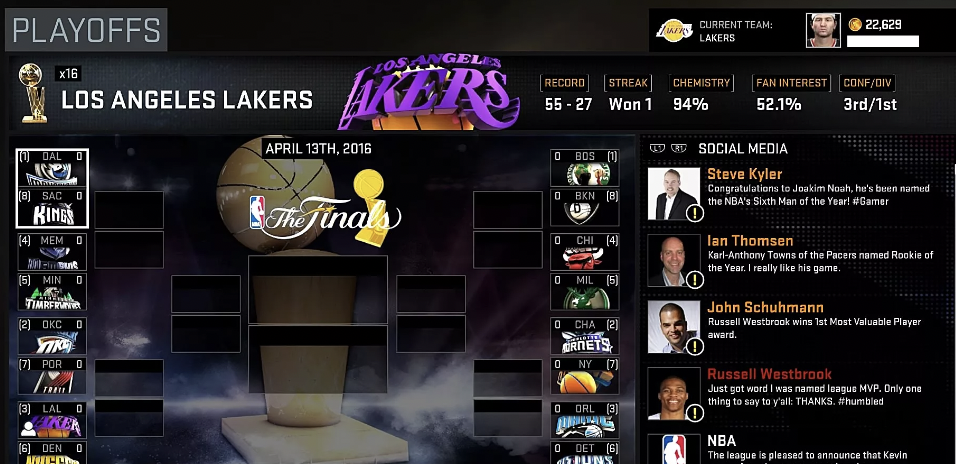 PLAYOFFS
CURRENT TEAM:
LAKERS
22,629
x16
LOS ANGELES LAKERS
LOS ANGELES
LAKERS
RECORD
55 - 27
STREAK
Won 1
CHEMISTRY
94%
FAN INTEREST
52.1%
CONF/DIV
3rd/1st
APRIL 13TH, 2016
NBA
The Finals
(1) DAL 0
(8) SAC 0
KINGS
(4) MEM 0
(5) MIN 0
TIMBERWOLVES
(2) OKC 0
(7) POR 0
(3) LAL 0
(6) DEN 0
0 BOS (1)
0 BKN (8)
0 CHI (4)
0 MIL (5)
0 CHA (2)
HORNETS
0 NY (7)
0 ORL (3)
0 DET (6)
SOCIAL MEDIA
Steve Kyler
Congratulations to Joakim Noah, he's been named
the NBA's Sixth Man of the Year! #Gamer
Ian Thomsen
Karl-Anthony Towns of the Pacers named Rookie of
the Year. I really like his game.
John Schuhmann
Russell Westbrook wins 1st Most Valuable Player
award.
Russell Westbrook
Just got word I was named league MVP. Only one
thing to say to y'all: THANKS. #humbled
NBA
The league is pleased to announce that Kevin